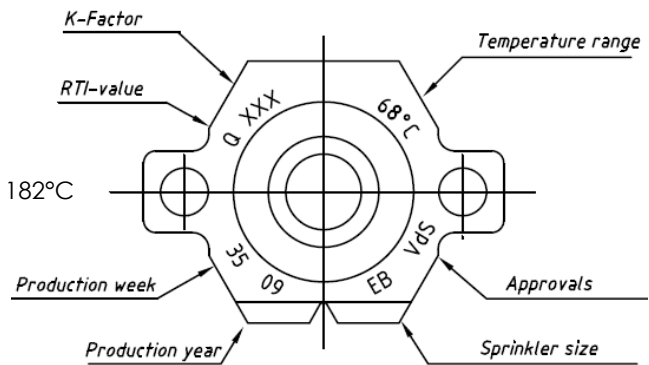 K-Factor
Temperature range
RTI-value
Q XXX
68°C
182°C
35
09
EB
VdS
Production week
Approvals
Production year
Sprinkler size